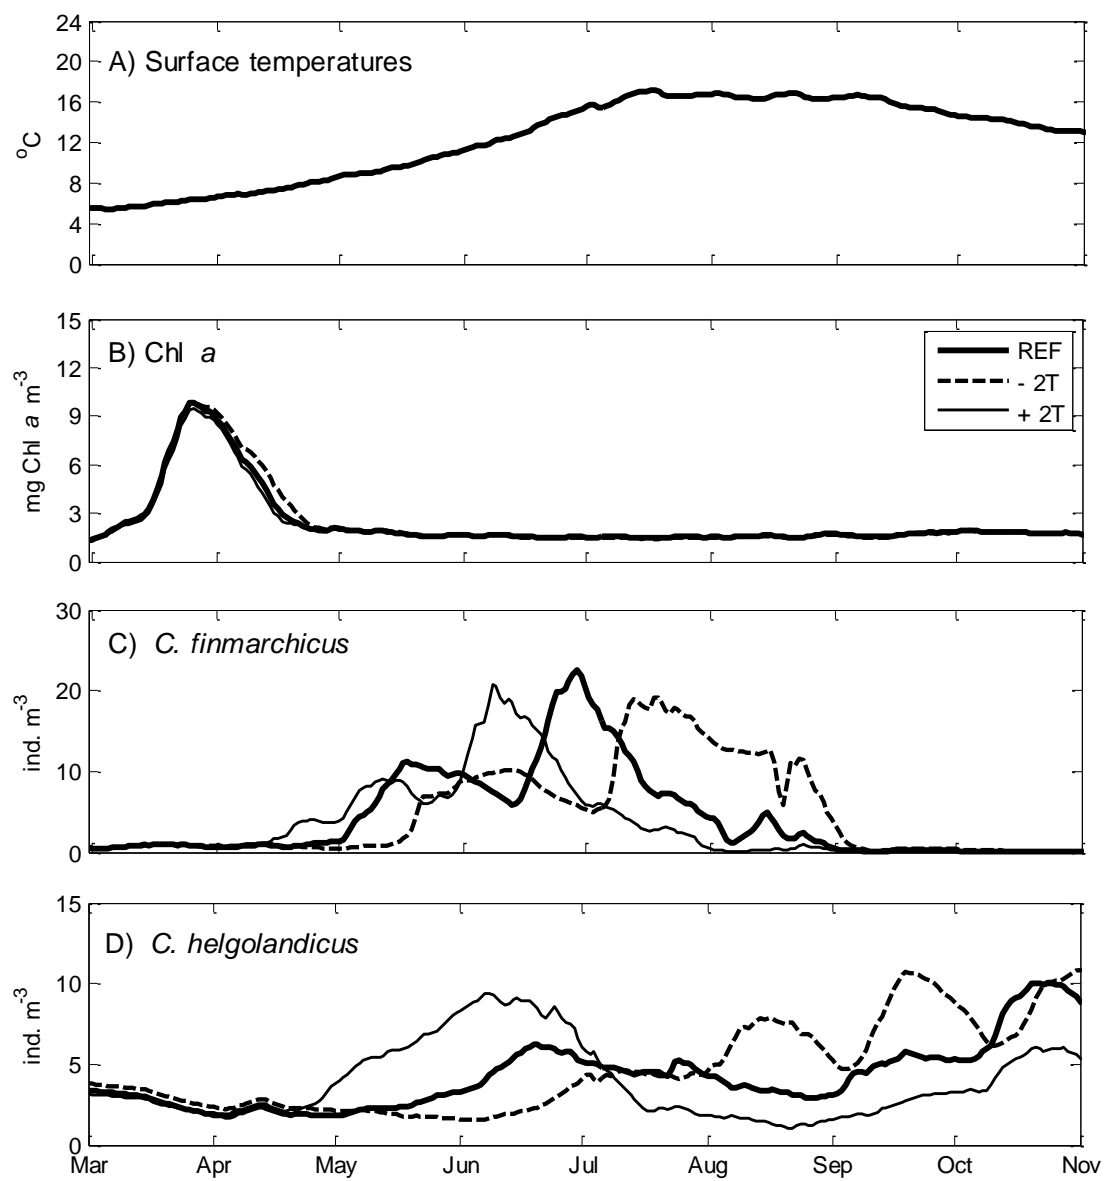 24
20
16
12
8
4
0
°C
A) Surface temperatures
15
12
9
6
3
0
mg Chl a m-3
B) Chl a
REF
- 2T
+ 2T
30
20
10
0
ind. m-3
C) C. finmarchicus
15
10
5
0
ind. m-3
D) C. helgolandicus
Mar Apr May Jun Jul Aug Sep Oct Nov